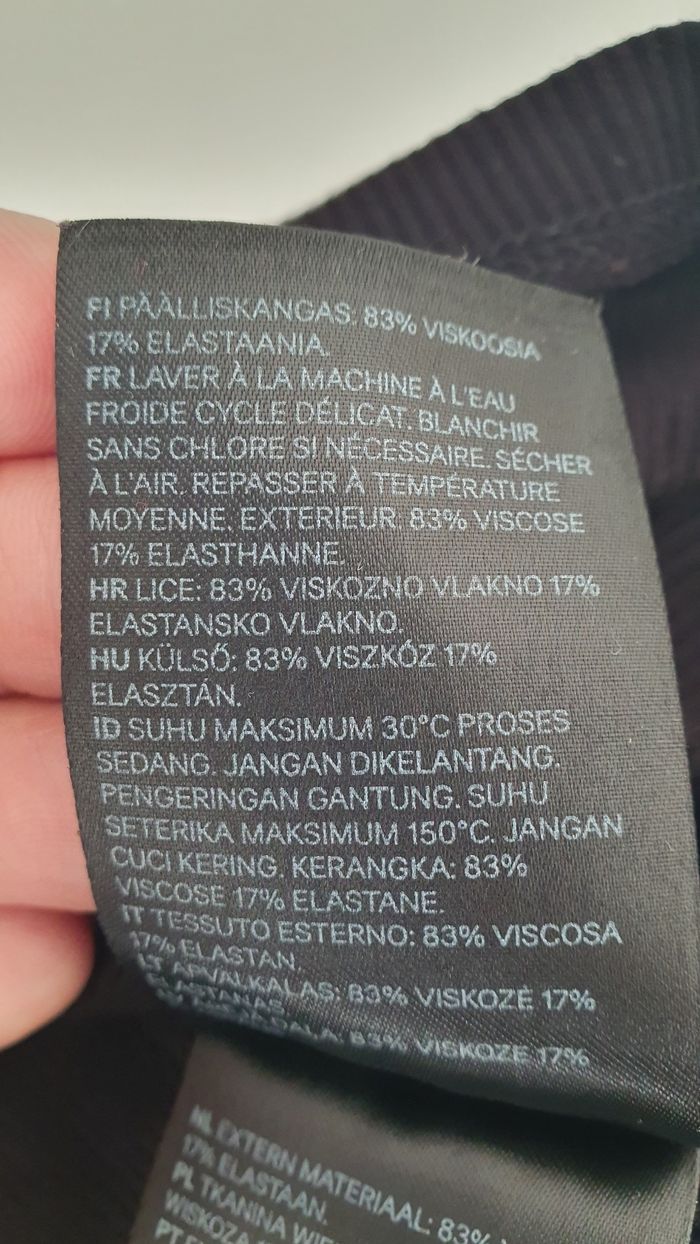 FI PÄÄLLISKANGAS: 83% VISKOOSIA
17% ELASTAANIA.
FR LAVER À LA MACHINE À L'EAU
FROIDE CYCLE DÉLICAT. BLANCHIR
SANS CHLORE SI NÉCESSAIRE. SÉCHER
À L'AIR. REPASSER À TEMPÉRATURE
MOYENNE. EXTERIEUR: 83% VISCOSE
17% ELASTHANNE.
HR LICE: 83% VISKOZNO VLAKNO 17%
ELASTANSKO VLAKNO.
HU KÜLSŐ: 83% VISZKÓZ 17%
ELASZTÁN.
ID SUHU MAKSIMUM 30°C PROSES
SEDANG. JANGAN DIKELANTANG.
PENGERINGAN GANTUNG. SUHU
SETERIKA MAKSIMUM 150°C. JANGAN
CUCI KERING. KERANGKA: 83%
VISCOSE 17% ELASTANE.
IT TESSUTO ESTERNO: 83% VISCOSA
17% ELASTAN.
LT APVALKALAS: 83% VISKOZĖ 17%
ELASTANAS.
83% VISKOZE 17%
NL EXTERN MATERIAAL: 83%
17% ELASTAAN.
PL TKANINA
WISKOZA
PT